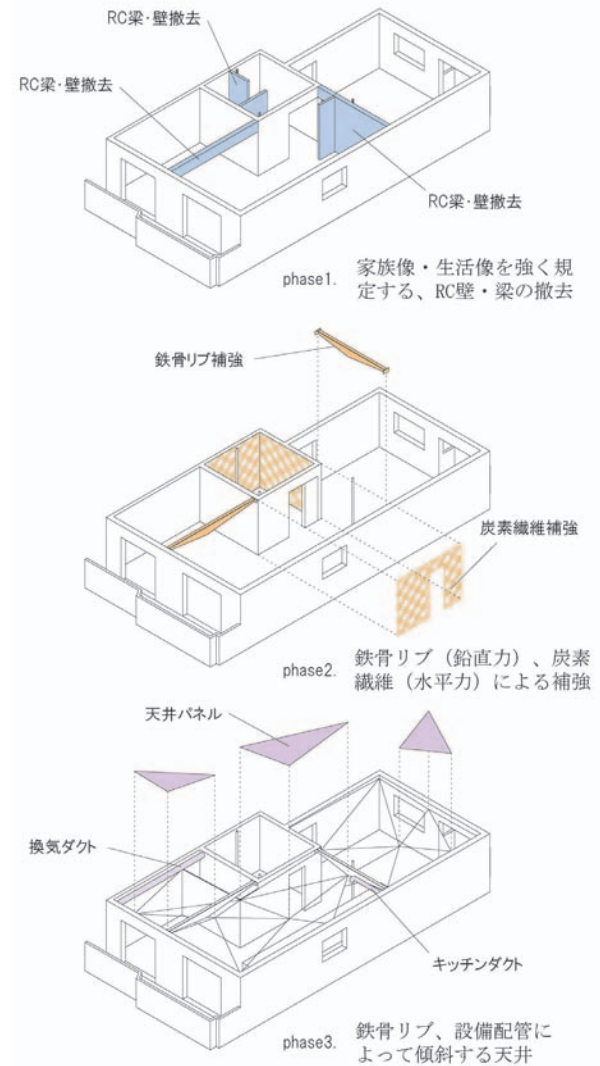 RC梁・壁撤去
RC梁・壁撤去
RC梁・壁撤去
phase1.
家族像・生活像を強く規
定する、RC壁・梁の撤去
鉄骨リブ補強
炭素繊維補強
phase2.
鉄骨リブ（鉛直力）、炭素
繊維（水平力）による補強
天井パネル
換気ダクト
キッチンダクト
phase3.
鉄骨リブ、設備配管に
よって傾斜する天井